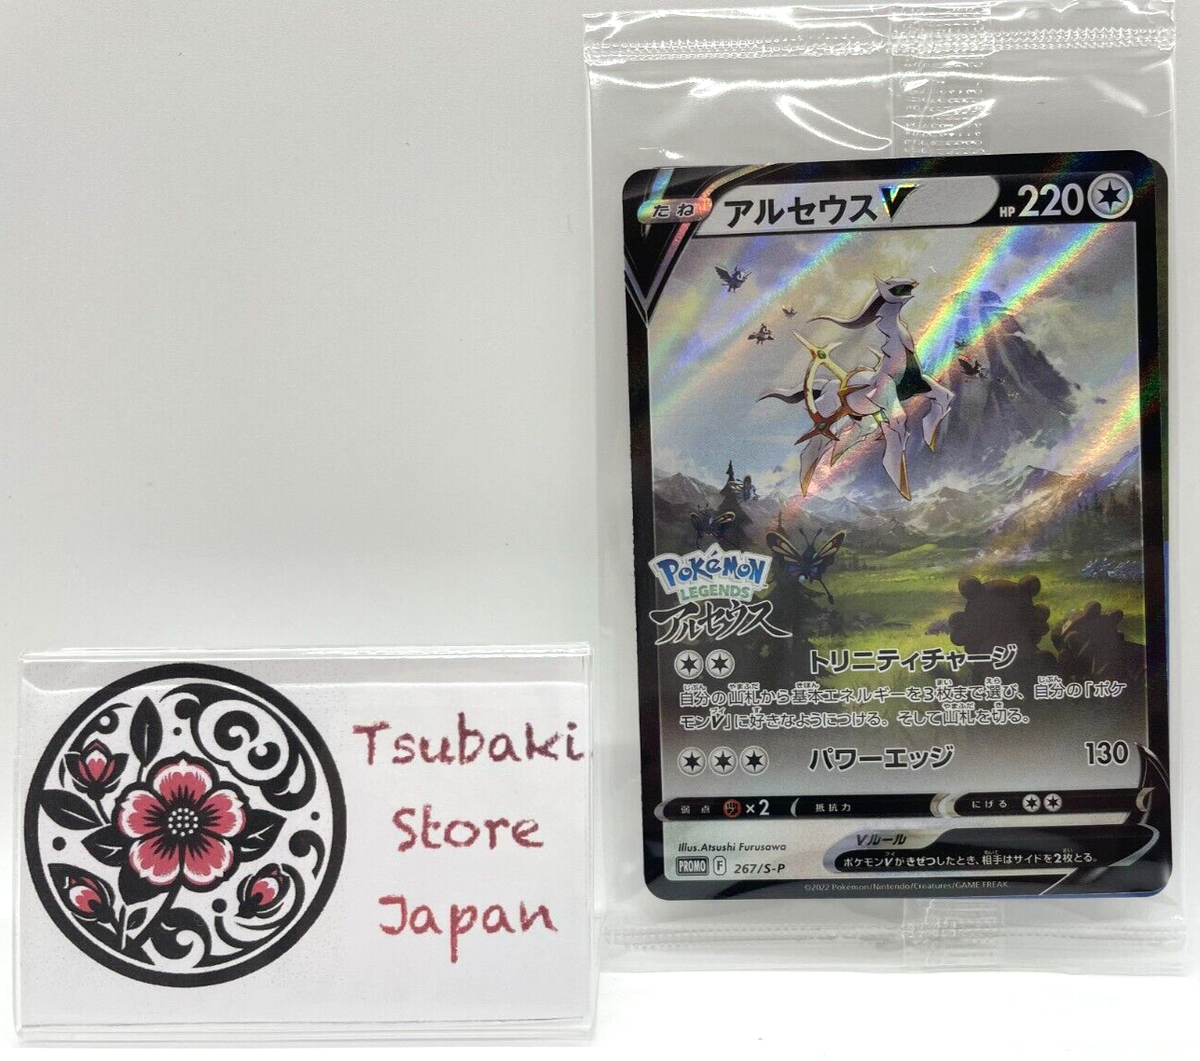 Tsubaki
Store
Japan
たね
アルセウスV
HP 220
POKÉMON
LEGENDS
アルセウス
トリニティチャージ
自分の山札から基本エネルギーを3枚まで選び、自分の「ポケ
モンV」に好きなようにつける。そして山札を切る。
パワーエッジ 130
弱点 ×2 抵抗力 にげる
Illus.Atsushi Furusawa
PROMO F 267/S-P
Vルール
ポケモンVがきぜつしたとき、相手はサイドを2枚とる。
©2022 Pokémon/Nintendo/Creatures/GAME FREAK